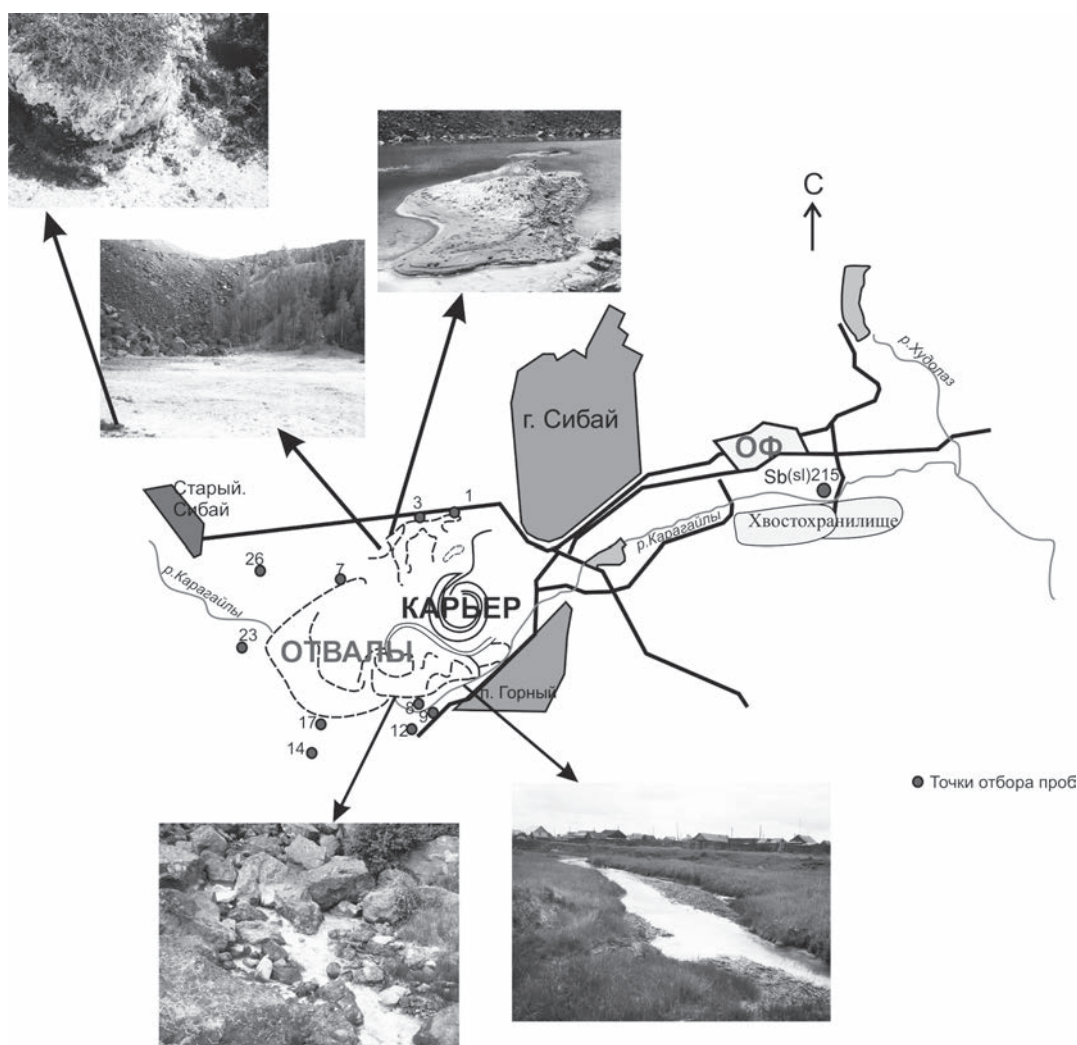 С
р.Худолаз
г. Сибай
ОФ
Sb(sl)215
Старый.
Сибай
3
1
р.Карагайлы
Хвостохранилище
26
7
р.Карагайлы
КАРЬЕР
23
ОТВАЛЫ
п. Горный
8
9
17
12
14
Точки отбора проб